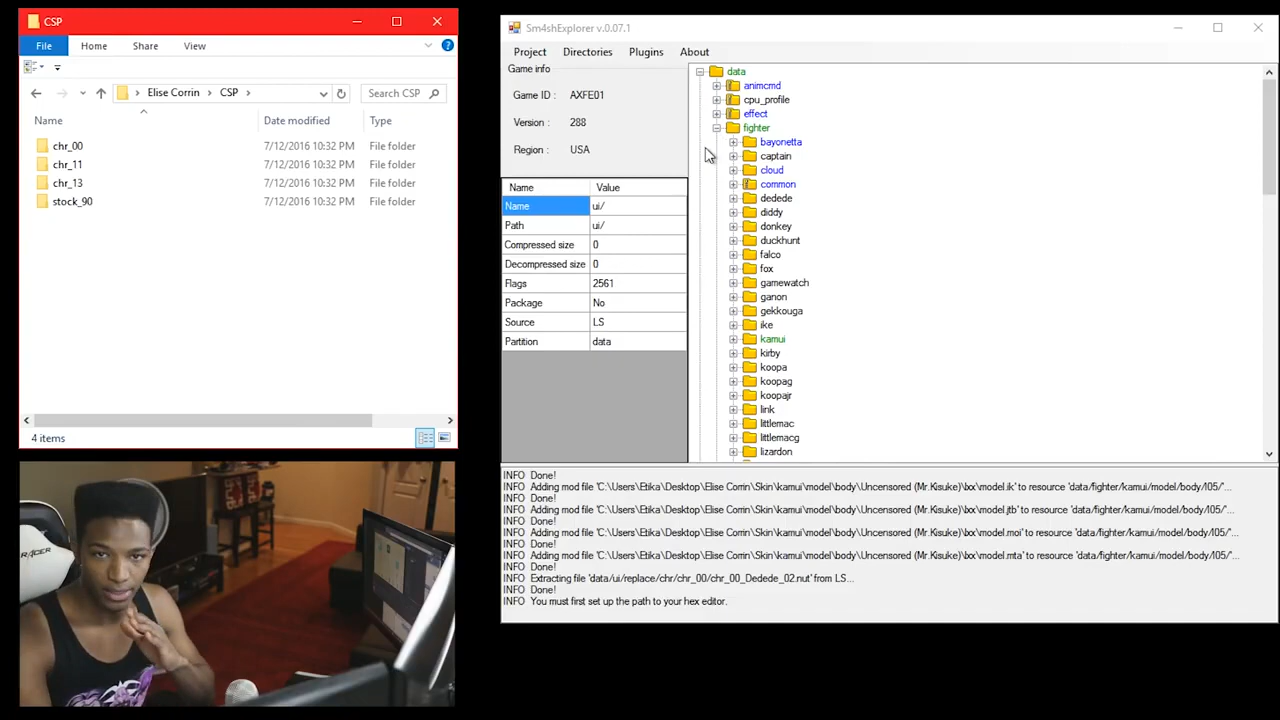 CSP
File Home Share View
Elise Corrin > CSP >
Search CSP
Name Date modified Type
chr_00 7/12/2016 10:32 PM File folder
chr_11 7/12/2016 10:32 PM File folder
chr_13 7/12/2016 10:32 PM File folder
stock_90 7/12/2016 10:32 PM File folder
4 items
RACER
Sm4shExplorer v.0.07.1
Project Directories Plugins About
Game info
Game ID : AXFE01
Version : 288
Region : USA
Name Value
Name ui/
Path ui/
Compressed size 0
Decompressed size 0
Flags 2561
Package No
Source LS
Partition data
data
animcmd
cpu_profile
effect
fighter
bayonetta
captain
cloud
common
dedede
diddy
donkey
duckhunt
falco
fox
gamewatch
ganon
gekkouga
ike
kamui
kirby
koopa
koopag
koopajr
link
littlemac
littlemacg
lizardon
INFO Done!
INFO Adding mod file 'C:\Users\Etika\Desktop\Elise Corrin\Skin\kamui\model\body\Uncensored (Mr.Kisuke)\lxx\model.lk' to resource 'data/fighter/kamui/model/body/l05/'...
INFO Done!
INFO Adding mod file 'C:\Users\Etika\Desktop\Elise Corrin\Skin\kamui\model\body\Uncensored (Mr.Kisuke)\lxx\model.jtb' to resource 'data/fighter/kamui/model/body/l05/'...
INFO Done!
INFO Adding mod file 'C:\Users\Etika\Desktop\Elise Corrin\Skin\kamui\model\body\Uncensored (Mr.Kisuke)\lxx\model.moi' to resource 'data/fighter/kamui/model/body/l05/'...
INFO Done!
INFO Adding mod file 'C:\Users\Etika\Desktop\Elise Corrin\Skin\kamui\model\body\Uncensored (Mr.Kisuke)\lxx\model.mta' to resource 'data/fighter/kamui/model/body/l05/'...
INFO Done!
INFO Extracting file 'data/ui/replace/chr/chr_00/chr_00_Dedede_02.nut' from LS...
INFO Done!
INFO You must first set up the path to your hex editor.